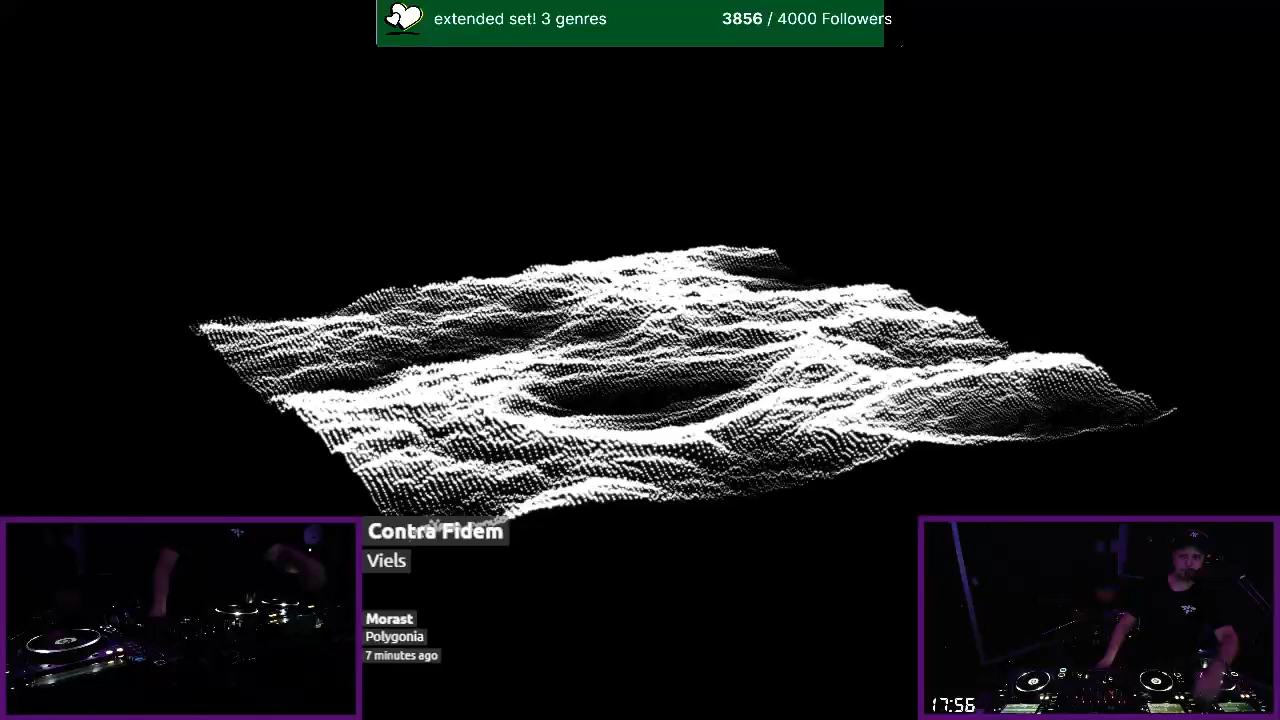 extended set! 3 genres 3856 / 4000 Followers
Contra Fidem
Viels
Morast
Polygonia
7 minutes ago
17:56